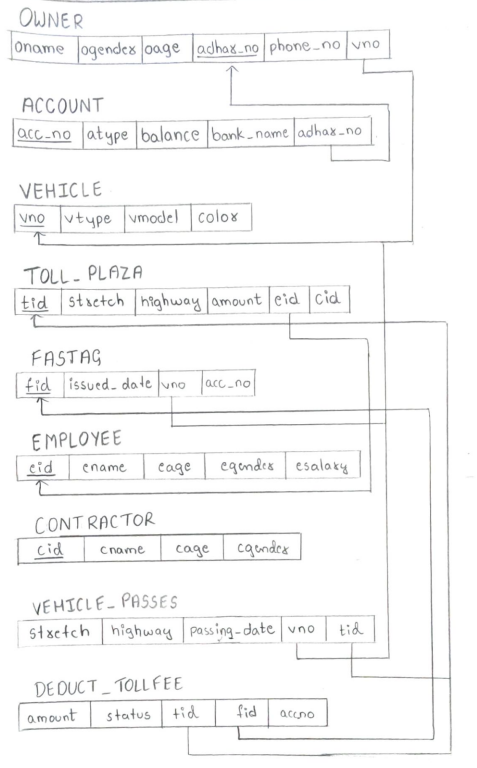 OWNER
oname ogender oage adhar_no phone_no vno
ACCOUNT
acc_no atype balance bank_name adhar_no
VEHICLE
vno vtype vmodel color
TOLL_PLAZA
tid stretch highway amount eid cid
FASTAG
fid issued_date vno acc_no
EMPLOYEE
eid ename eage egender esalary
CONTRACTOR
cid cname cage cgender
VEHICLE_PASSES
stretch highway passing_date vno tid
DEDUCT_TOLLFEE
amount status tid fid accno